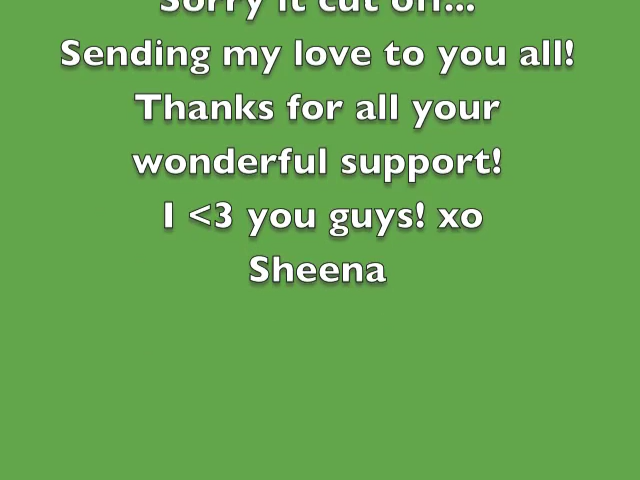 Sorry it cut off...
Sending my love to you all!
Thanks for all your
wonderful support!
I <3 you guys! xo
Sheena